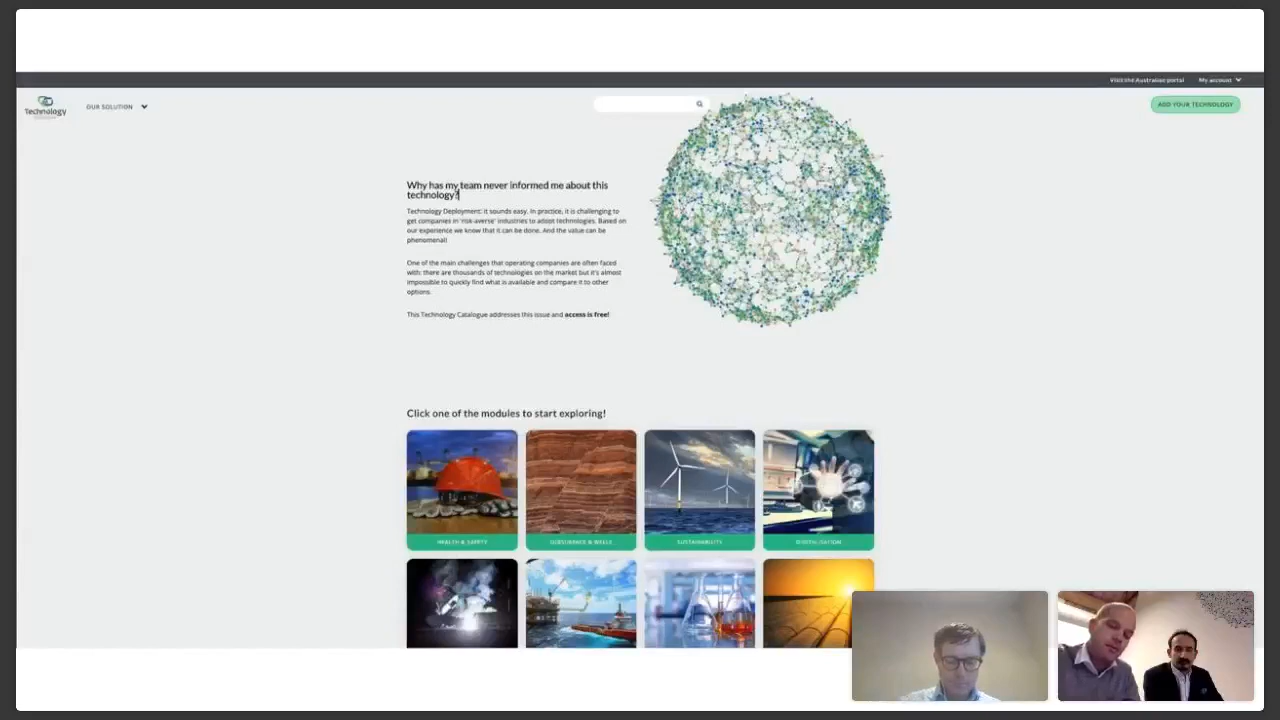 Visit the Australian portal
My account
Technology
OUR SOLUTION
ADD YOUR TECHNOLOGY
Why has my team never informed me about this
technology?
Technology Deployment: it sounds easy. In practice, it is challenging to
get companies in 'risk-averse' industries to adopt technologies. Based on
our experience we know that it can be done. And the value can be
phenomenal!
One of the main challenges that operating companies are often faced
with: there are thousands of technologies on the market but it's almost
impossible to quickly find what is available and compare it to other
options.
This Technology Catalogue addresses this issue and access is free!
Click one of the modules to start exploring!
HEALTH & SAFETY
SUBSURFACE & WELLS
SUSTAINABILITY
DIGITALISATION